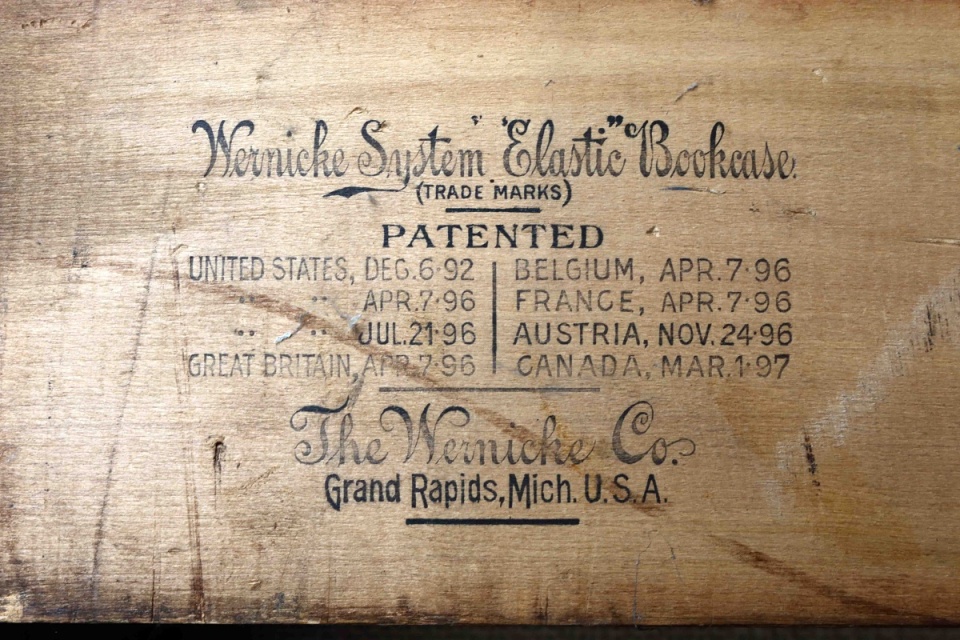 Wernicke System "Elastic" Bookcase.
(TRADE MARKS)
PATENTED
UNITED STATES, DEC.6·92
" " APR.7·96
" " JUL.21·96
GREAT BRITAIN, APR.7·96
BELGIUM, APR.7·96
FRANCE, APR.7·96
AUSTRIA, NOV.24·96
CANADA, MAR.1·97
The Wernicke Co.
Grand Rapids, Mich. U.S.A.